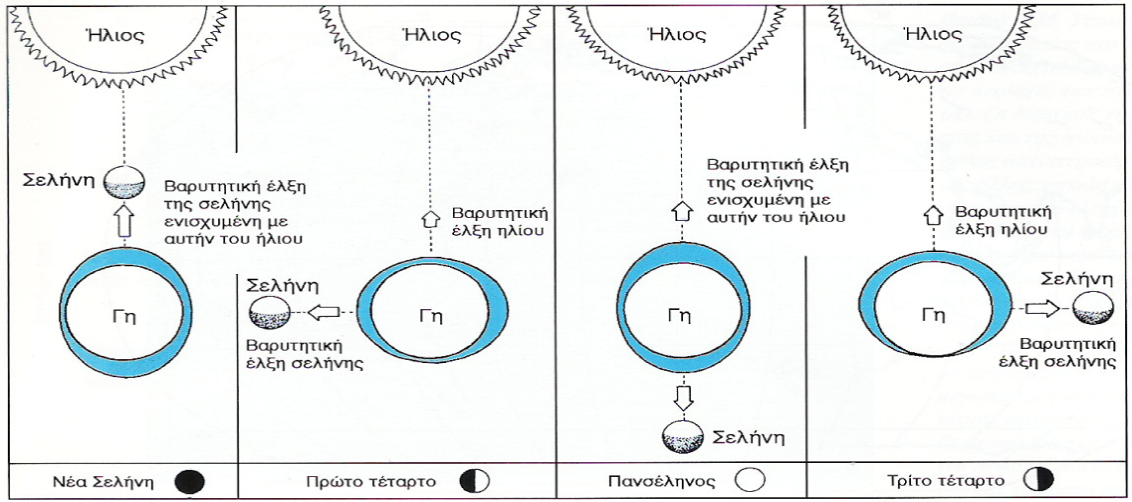 Ήλιος
Σελήνη
Βαρυτητική έλξη
της σελήνης
ενισχυμένη με
αυτήν του ήλιου
Γη
Νέα Σελήνη
Ήλιος
Βαρυτητική
έλξη ηλίου
Σελήνη
Γη
Βαρυτητική
έλξη σελήνης
Πρώτο τέταρτο
Ήλιος
Βαρυτητική έλξη
της σελήνης
ενισχυμένη με
αυτήν του ήλιου
Γη
Σελήνη
Πανσέληνος
Ήλιος
Βαρυτητική
έλξη ηλίου
Σελήνη
Γη
Βαρυτητική
έλξη σελήνης
Τρίτο τέταρτο